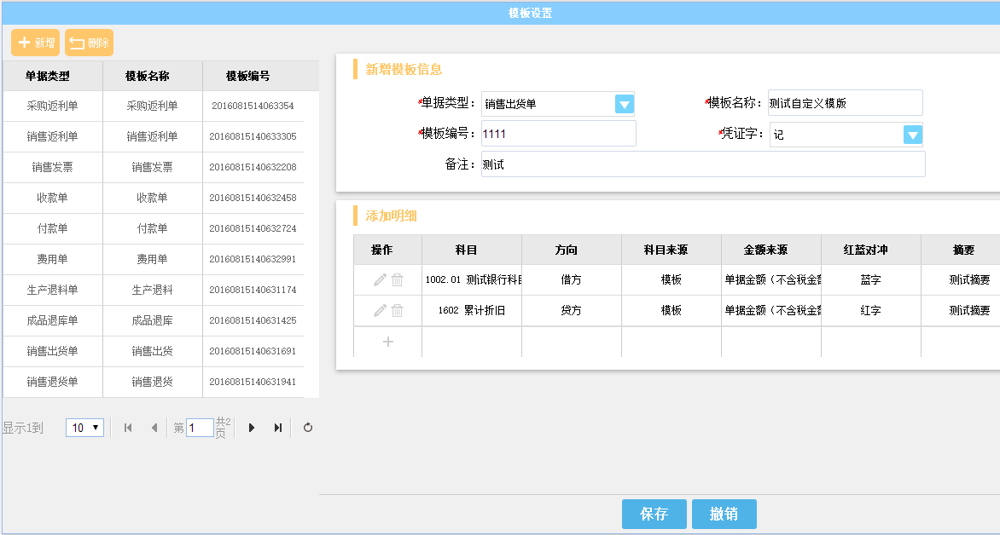 模板设置
新增 删除
单据类型 模板名称 模板编号
采购返利单 采购返利单 2016081514063354
销售返利单 销售返利单 20160815140633305
销售发票 销售发票 20160815140632208
收款单 收款单 20160815140632458
付款单 付款单 20160815140632724
费用单 费用单 20160815140632991
生产退料单 生产退料 20160815140631174
成品退库单 成品退库 20160815140631425
销售出货单 销售出货 20160815140631691
销售退货单 销售退货 20160815140631941
显示1到 10 第 1 共2页
新增模板信息
*单据类型： 销售出货单 *模板名称： 测试自定义模版
*模板编号： 1111 *凭证字： 记
备注： 测试
添加明细
操作 科目 方向 科目来源 金额来源 红蓝对冲 摘要
1002.01 测试银行科目 借方 模板 单据金额（不含税金额 蓝字 测试摘要
1602 累计折旧 贷方 模板 单据金额（不含税金额 红字 测试摘要
保存 撤销